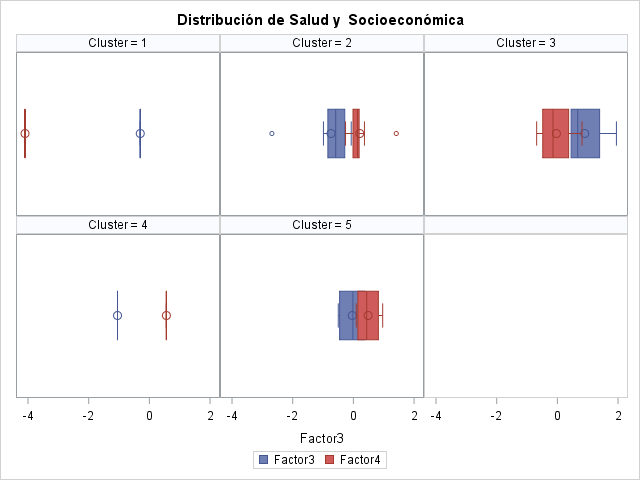 Distribución de Salud y  Socioeconómica
Cluster = 1
Cluster = 2
Cluster = 3
Cluster = 4
Cluster = 5
-4 -2 0 2 -4 -2 0 2 -4 -2 0 2
Factor3
Factor3 Factor4